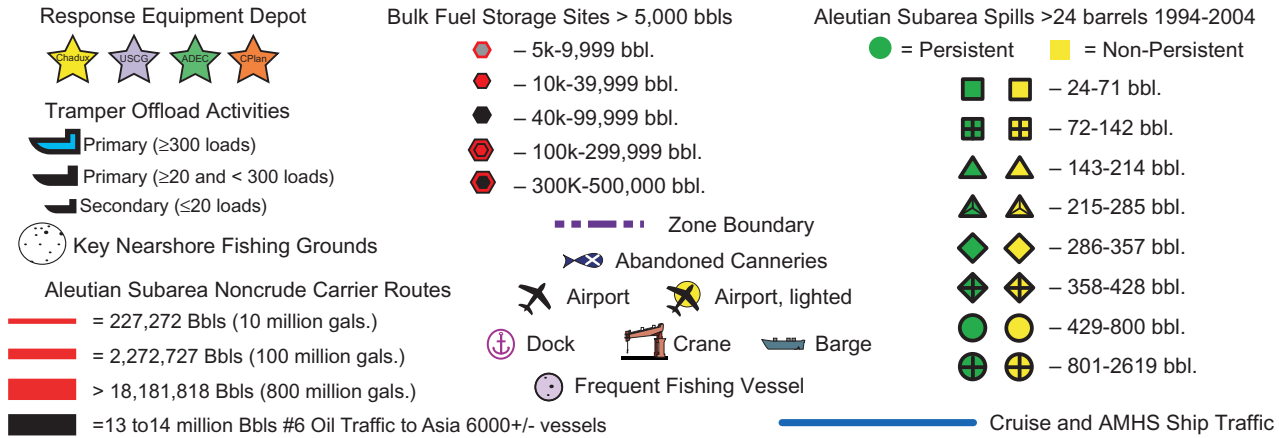 Response Equipment Depot
Chadux
USCG
ADEC
CPlan
Tramper Offload Activities
Primary (≥300 loads)
Primary (≥20 and < 300 loads)
Secondary (≤20 loads)
Key Nearshore Fishing Grounds
Aleutian Subarea Noncrude Carrier Routes
= 227,272 Bbls (10 million gals.)
= 2,272,727 Bbls (100 million gals.)
> 18,181,818 Bbls (800 million gals.)
=13 to14 million Bbls #6 Oil Traffic to Asia 6000+/- vessels
Bulk Fuel Storage Sites > 5,000 bbls
– 5k-9,999 bbl.
– 10k-39,999 bbl.
– 40k-99,999 bbl.
– 100k-299,999 bbl.
– 300K-500,000 bbl.
Zone Boundary
Abandoned Canneries
Airport
Airport, lighted
Dock
Crane
Barge
Frequent Fishing Vessel
Aleutian Subarea Spills >24 barrels 1994-2004
= Persistent
= Non-Persistent
– 24-71 bbl.
– 72-142 bbl.
– 143-214 bbl.
– 215-285 bbl.
– 286-357 bbl.
– 358-428 bbl.
– 429-800 bbl.
– 801-2619 bbl.
Cruise and AMHS Ship Traffic